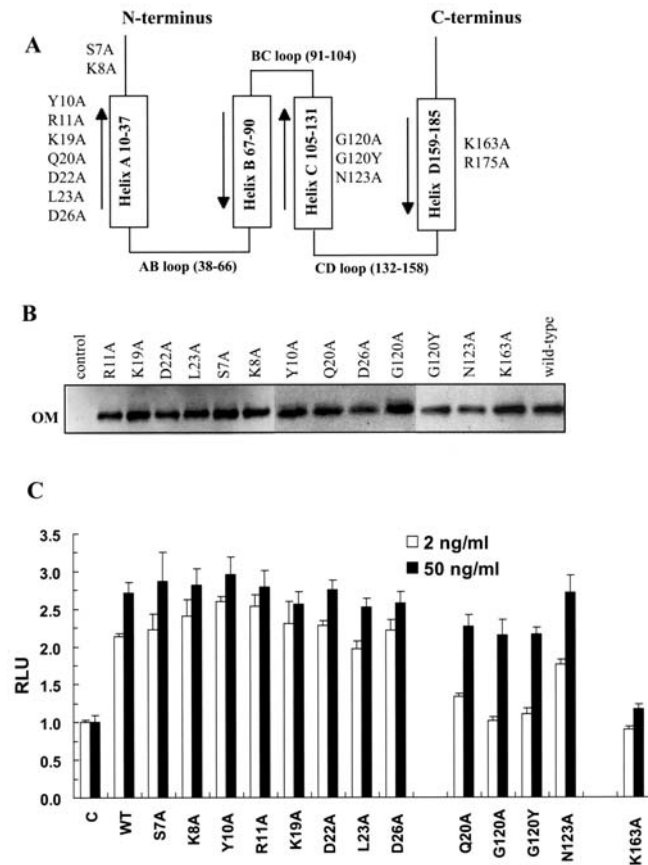 A
N-terminus
C-terminus
S7A
K8A
BC loop (91-104)
Y10A
R11A
K19A
Q20A
D22A
L23A
D26A
Helix A 10-37
Helix B 67-90
Helix C 105-131
G120A
G120Y
N123A
Helix D159-185
K163A
R175A
AB loop (38-66)
CD loop (132-158)
B
control
R11A
K19A
D22A
L23A
S7A
K8A
Y10A
Q20A
D26A
G120A
G120Y
N123A
K163A
wild-type
OM
C
RLU
3.5
3.0
2.5
2.0
1.5
1.0
0.5
0.0
2 ng/ml
50 ng/ml
C
WT
S7A
K8A
Y10A
R11A
K19A
D22A
L23A
D26A
Q20A
G120A
G120Y
N123A
K163A